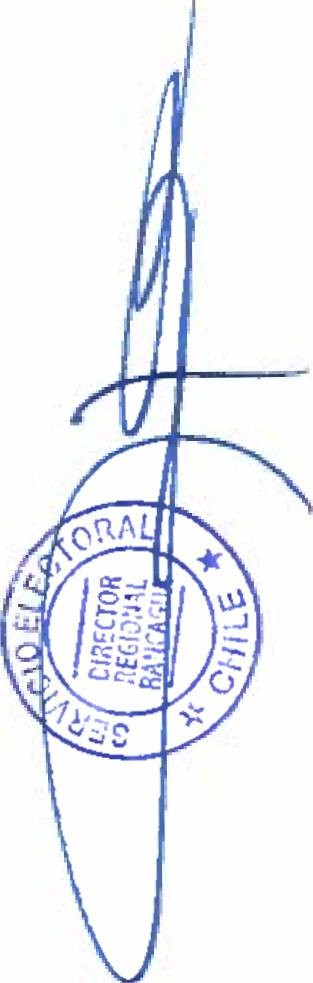 SERVICIO ELECTORAL
DIRECTOR
REGIONAL
RANCAGUA
★ CHILE ★